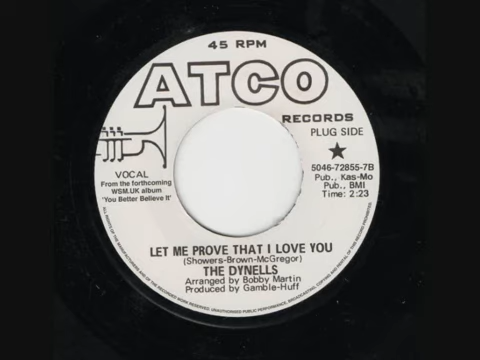 45 RPM
ATCO
RECORDS
PLUG SIDE
VOCAL
From the forthcoming
WSM.UK album
'You Better Believe It'
5046-72855-7B
Pub., Kas-Mo
Pub., BMI
Time: 2:23
LET ME PROVE THAT I LOVE YOU
(Showers-Brown-McGregor)
THE DYNELLS
Arranged by Bobby Martin
Produced by Gamble-Huff